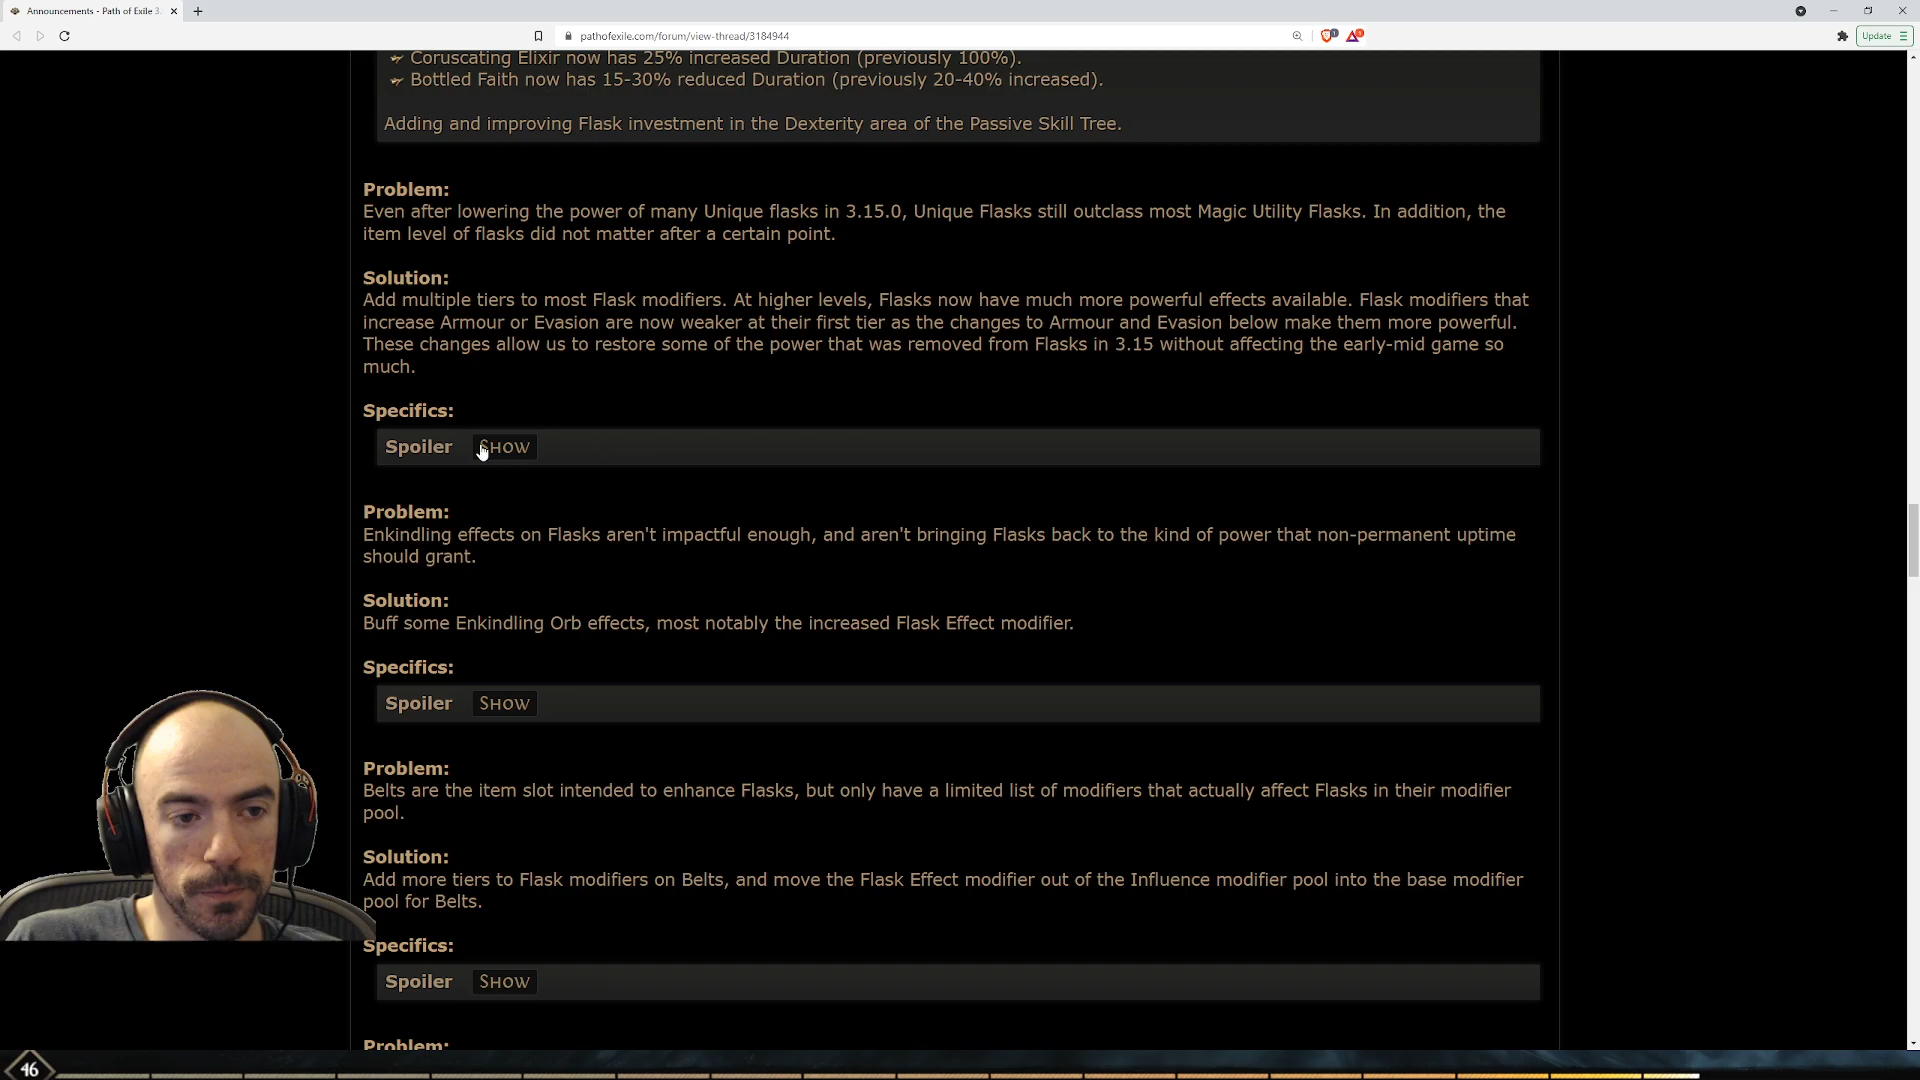 Announcements - Path of Exile 3.
pathofexile.com/forum/view-thread/3184944
Update
Coruscating Elixir now has 25% increased Duration (previously 100%).
Bottled Faith now has 15-30% reduced Duration (previously 20-40% increased).
Adding and improving Flask investment in the Dexterity area of the Passive Skill Tree.
Problem:
Even after lowering the power of many Unique flasks in 3.15.0, Unique Flasks still outclass most Magic Utility Flasks. In addition, the
item level of flasks did not matter after a certain point.
Solution:
Add multiple tiers to most Flask modifiers. At higher levels, Flasks now have much more powerful effects available. Flask modifiers that
increase Armour or Evasion are now weaker at their first tier as the changes to Armour and Evasion below make them more powerful.
These changes allow us to restore some of the power that was removed from Flasks in 3.15 without affecting the early-mid game so
much.
Specifics:
Spoiler Show
Problem:
Enkindling effects on Flasks aren't impactful enough, and aren't bringing Flasks back to the kind of power that non-permanent uptime
should grant.
Solution:
Buff some Enkindling Orb effects, most notably the increased Flask Effect modifier.
Specifics:
Spoiler Show
Problem:
Belts are the item slot intended to enhance Flasks, but only have a limited list of modifiers that actually affect Flasks in their modifier
pool.
Solution:
Add more tiers to Flask modifiers on Belts, and move the Flask Effect modifier out of the Influence modifier pool into the base modifier
pool for Belts.
Specifics:
Spoiler Show
Problem:
46